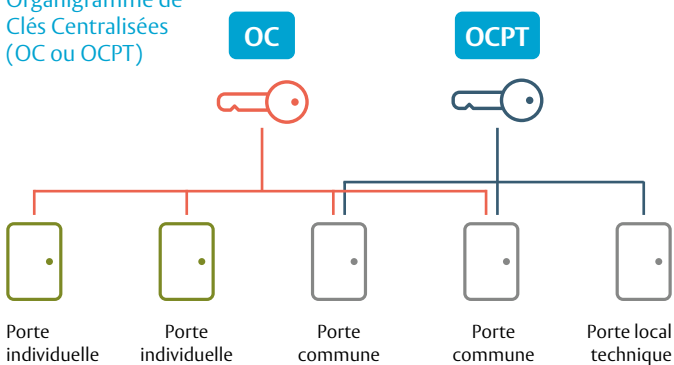 Organigramme de
Clés Centralisées
(OC ou OCPT)
OC
OCPT
Porte
individuelle
Porte
individuelle
Porte
commune
Porte
commune
Porte local
technique